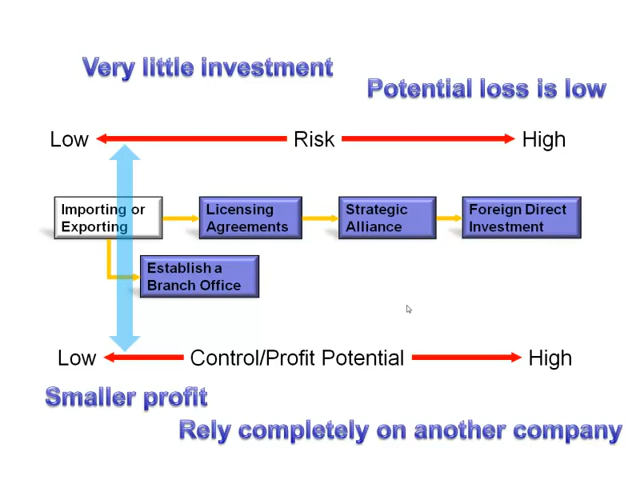 Very little investment
Potential loss is low
Low Risk High
Importing or
Exporting
Licensing
Agreements
Strategic
Alliance
Foreign Direct
Investment
Establish a
Branch Office
Low Control/Profit Potential High
Smaller profit
Rely completely on another company